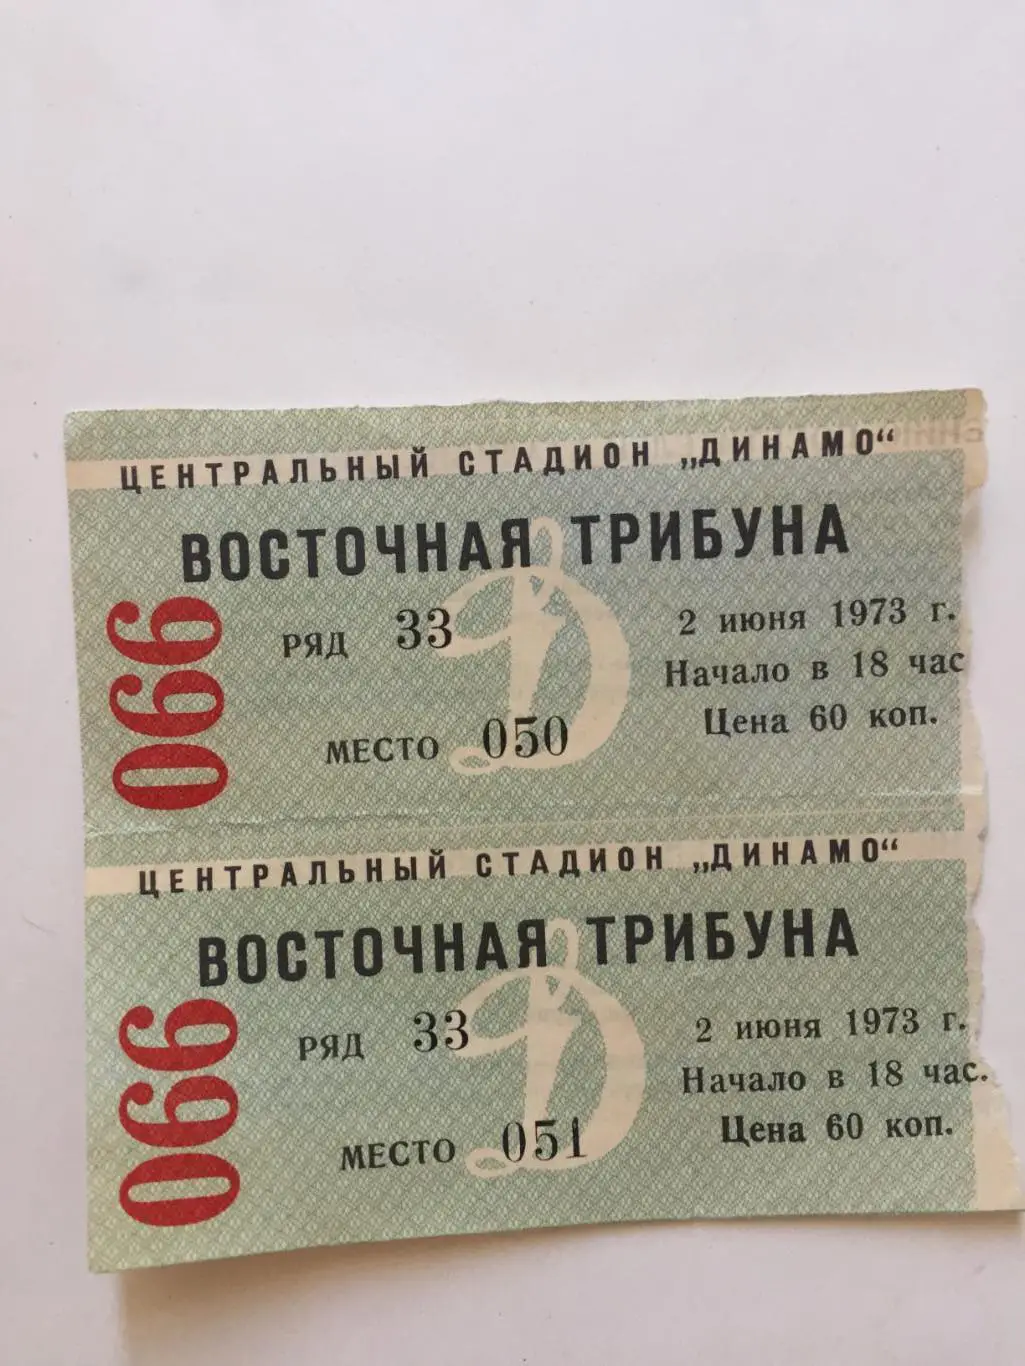 ЦЕНТРАЛЬНЫЙ СТАДИОН „ДИНАМО“
ВОСТОЧНАЯ ТРИБУНА
066
РЯД 33
МЕСТО 050
2 июня 1973 г.
Начало в 18 час
Цена 60 коп.
ЦЕНТРАЛЬНЫЙ СТАДИОН „ДИНАМО“
ВОСТОЧНАЯ ТРИБУНА
066
РЯД 33
МЕСТО 051
2 июня 1973 г.
Начало в 18 час.
Цена 60 коп.